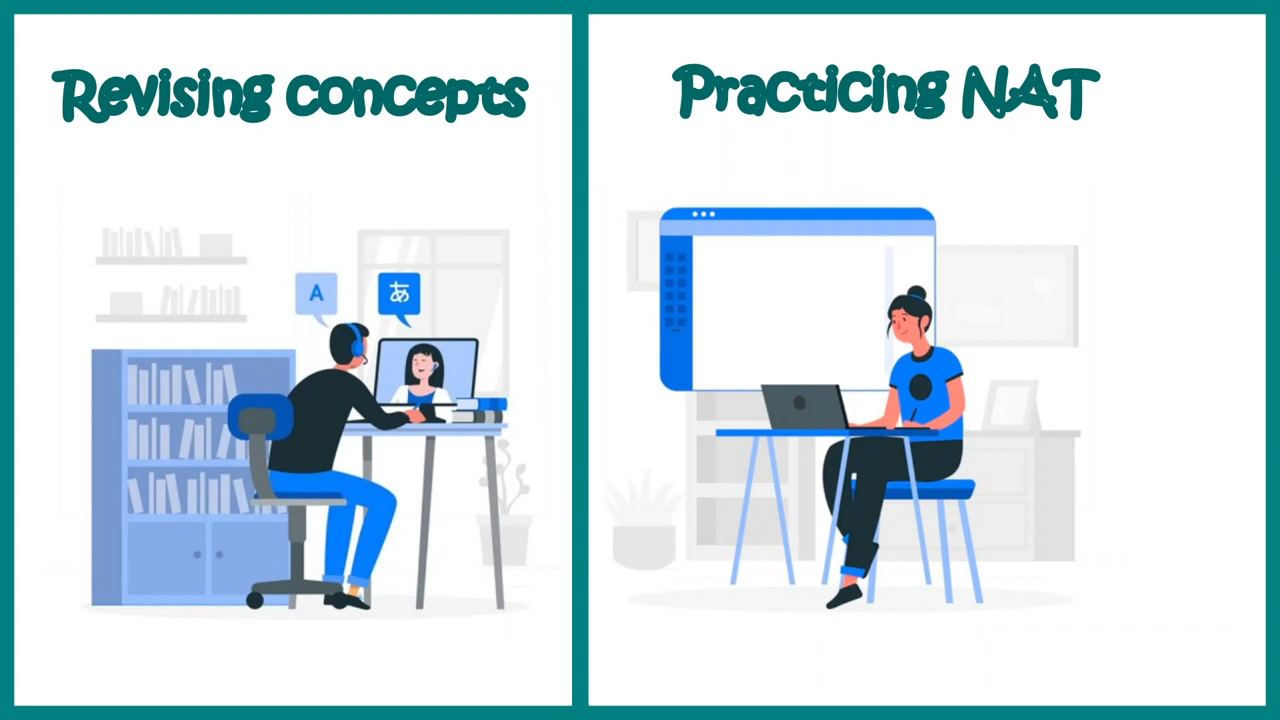 Revising concepts
Practicing NAT
A
あ